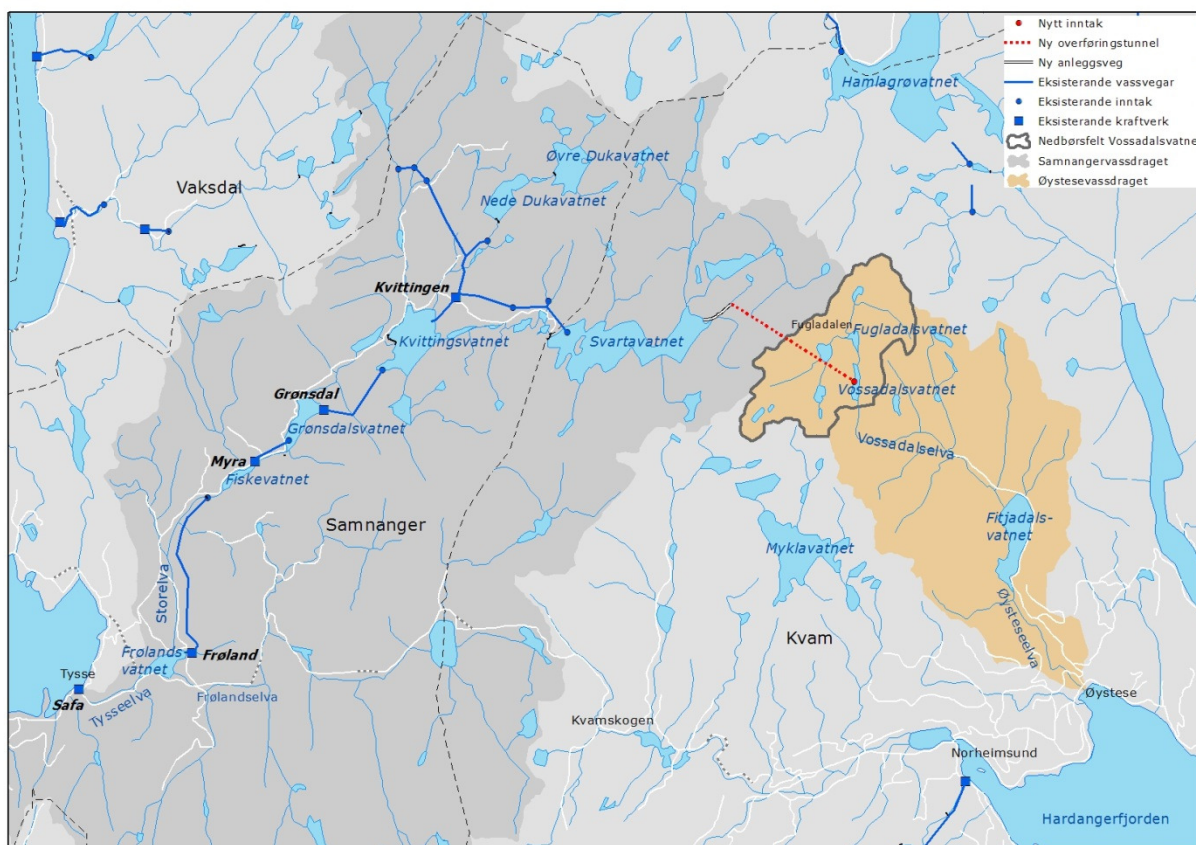 Nytt inntak
Ny overføringstunnel
Ny anleggsveg
Eksisterande vassvegar
Eksisterande inntak
Eksisterande kraftverk
Nedbørsfelt Vossadalsvatne
Samnangervassdraget
Øystesevassdraget
Hamlagrøvatnet
Øvre Dukavatnet
Vaksdal
Nede Dukavatnet
Kvittingen
Fugladalen
Fugladalsvatnet
Kvittingsvatnet
Svartavatnet
Grønsdal
Vossadalsvatnet
Grønsdalsvatnet
Vossadalselva
Myra
Fiskevatnet
Samnanger
Fitjadals-
vatnet
Myklavatnet
Storelva
Øysteseelva
Kvam
Frølands-
vatnet
Frøland
Tysse
Safa
Tysseelva
Frølandselva
Øystese
Kvamskogen
Norheimsund
Hardangerfjorden